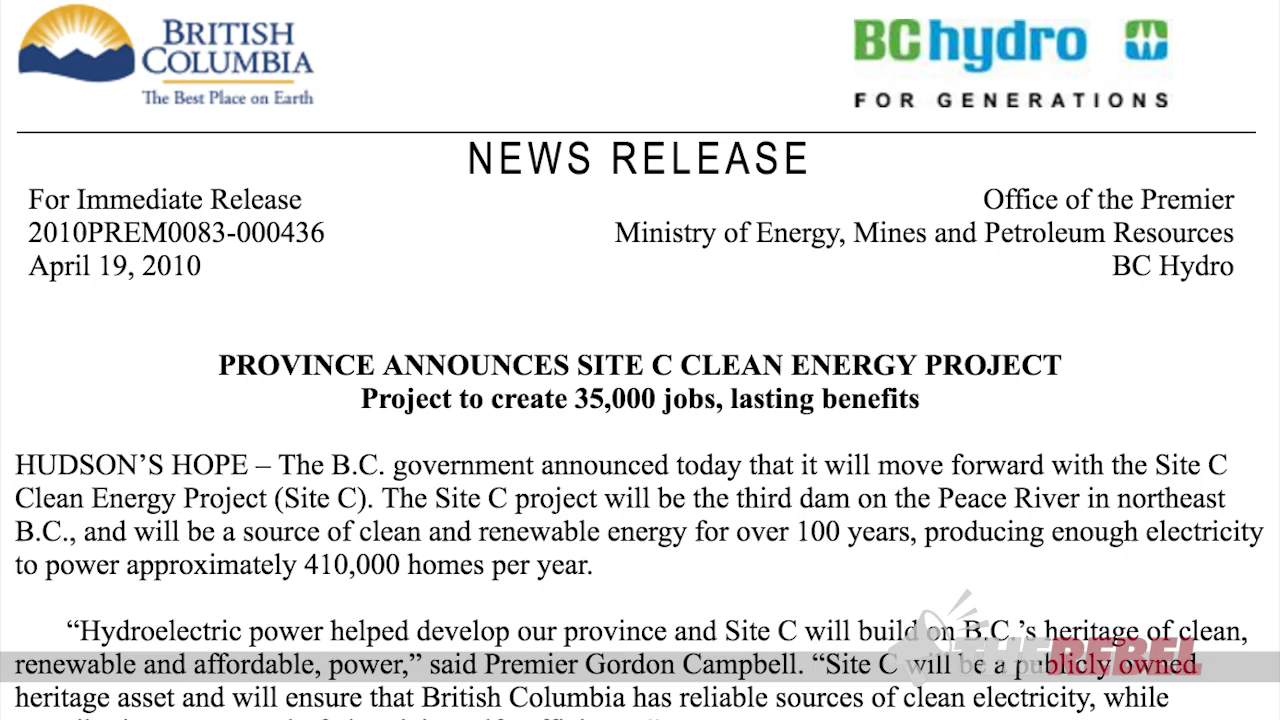 BRITISH
COLUMBIA
The Best Place on Earth
BC hydro
FOR GENERATIONS
NEWS RELEASE
For Immediate Release
2010PREM0083-000436
April 19, 2010
Office of the Premier
Ministry of Energy, Mines and Petroleum Resources
BC Hydro
PROVINCE ANNOUNCES SITE C CLEAN ENERGY PROJECT
Project to create 35,000 jobs, lasting benefits
HUDSON’S HOPE – The B.C. government announced today that it will move forward with the Site C
Clean Energy Project (Site C). The Site C project will be the third dam on the Peace River in northeast
B.C., and will be a source of clean and renewable energy for over 100 years, producing enough electricity
to power approximately 410,000 homes per year.
“Hydroelectric power helped develop our province and Site C will build on B.C.’s heritage of clean,
renewable and affordable, power,” said Premier Gordon Campbell. “Site C will be a publicly owned
heritage asset and will ensure that British Columbia has reliable sources of clean electricity, while
THE REBEL